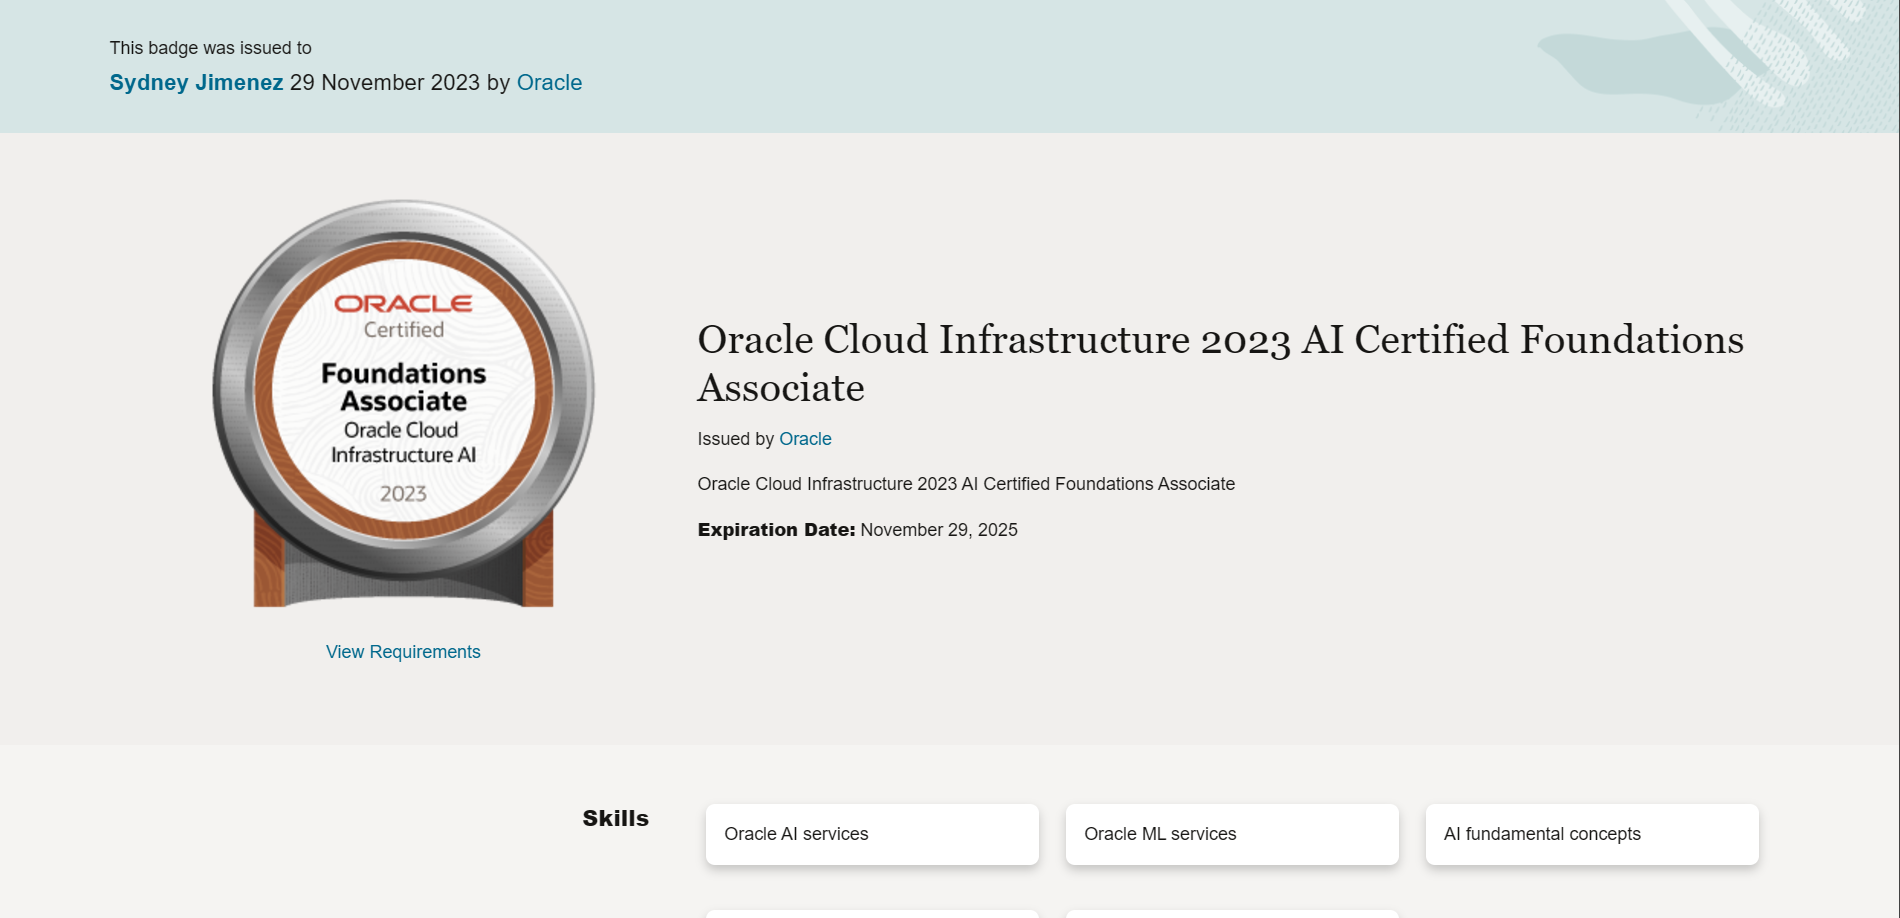 This badge was issued to
Sydney Jimenez 29 November 2023 by Oracle
ORACLE
Certified
Foundations
Associate
Oracle Cloud
Infrastructure AI
2023
View Requirements
Oracle Cloud Infrastructure 2023 AI Certified Foundations
Associate
Issued by Oracle
Oracle Cloud Infrastructure 2023 AI Certified Foundations Associate
Expiration Date: November 29, 2025
Skills
Oracle AI services
Oracle ML services
AI fundamental concepts